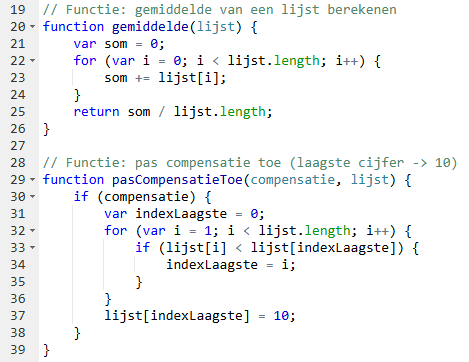 19 // Functie: gemiddelde van een lijst berekenen
20 function gemiddelde(lijst) {
21     var som = 0;
22     for (var i = 0; i < lijst.length; i++) {
23         som += lijst[i];
24     }
25     return som / lijst.length;
26 }
27
28 // Functie: pas compensatie toe (laagste cijfer -> 10)
29 function pasCompensatieToe(compensatie, lijst) {
30     if (compensatie) {
31         var indexLaagste = 0;
32         for (var i = 1; i < lijst.length; i++) {
33             if (lijst[i] < lijst[indexLaagste]) {
34                 indexLaagste = i;
35             }
36         }
37         lijst[indexLaagste] = 10;
38     }
39 }